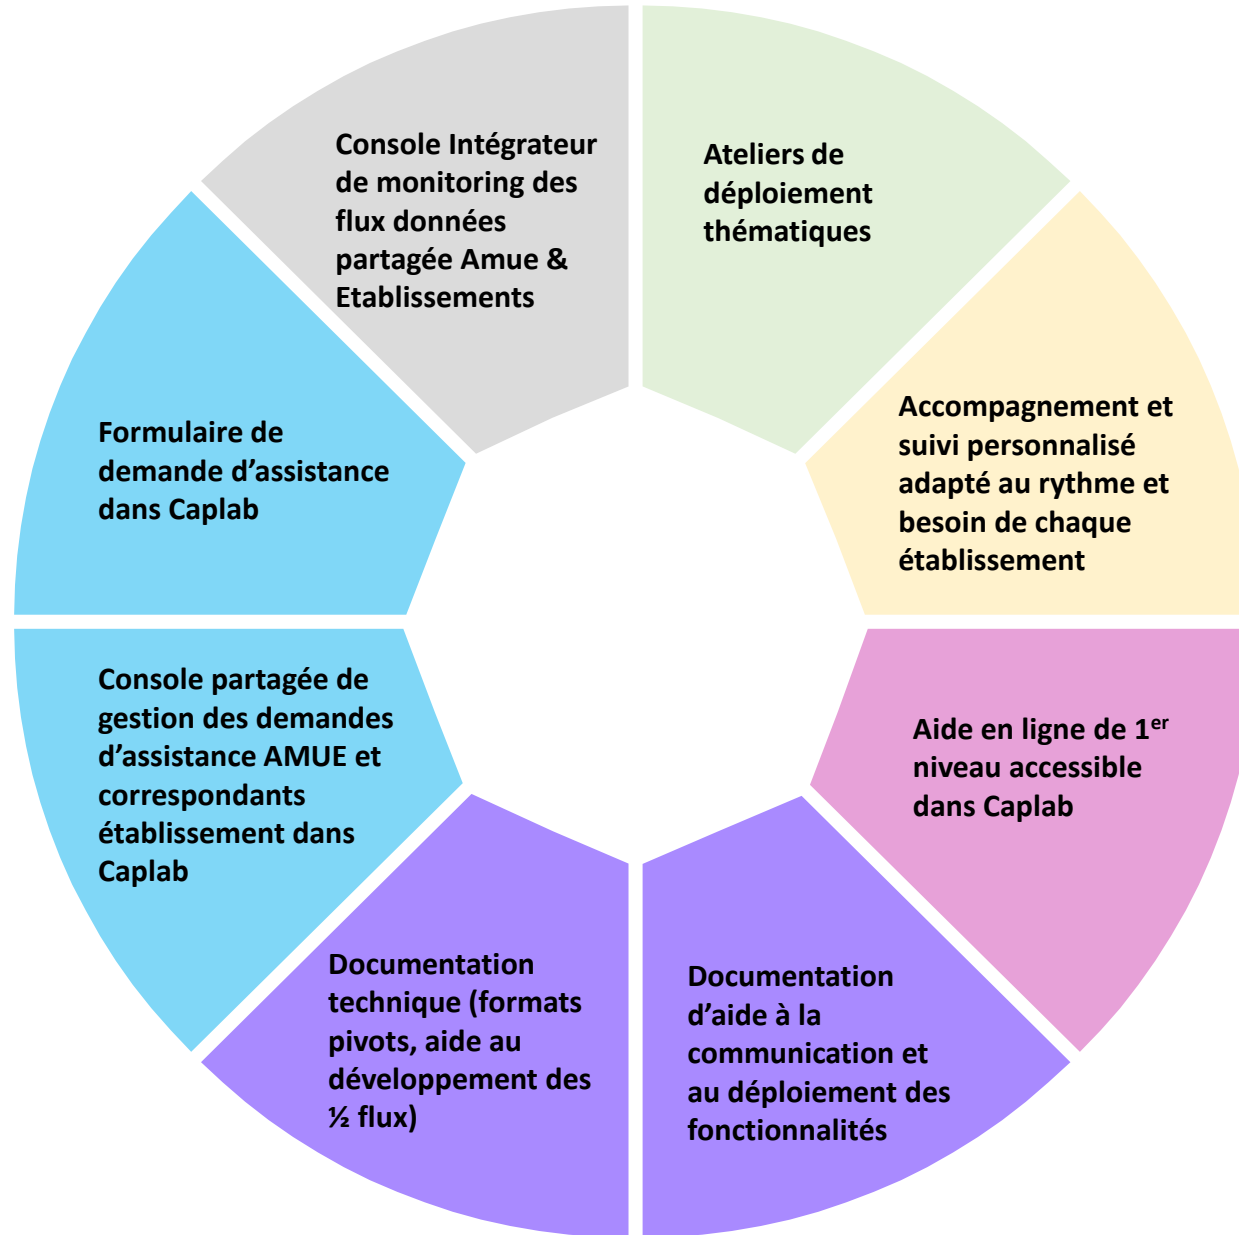 Console Intégrateur
de monitoring des
flux données
partagée Amue &
Etablissements
Ateliers de
déploiement
thématiques
Accompagnement et
suivi personnalisé
adapté au rythme et
besoin de chaque
établissement
Aide en ligne de 1er
niveau accessible
dans Caplab
Documentation
d’aide à la
communication et
au déploiement des
fonctionnalités
Documentation
technique (formats
pivots, aide au
développement des
½ flux)
Console partagée de
gestion des demandes
d’assistance AMUE et
correspondants
établissement dans
Caplab
Formulaire de
demande d’assistance
dans Caplab